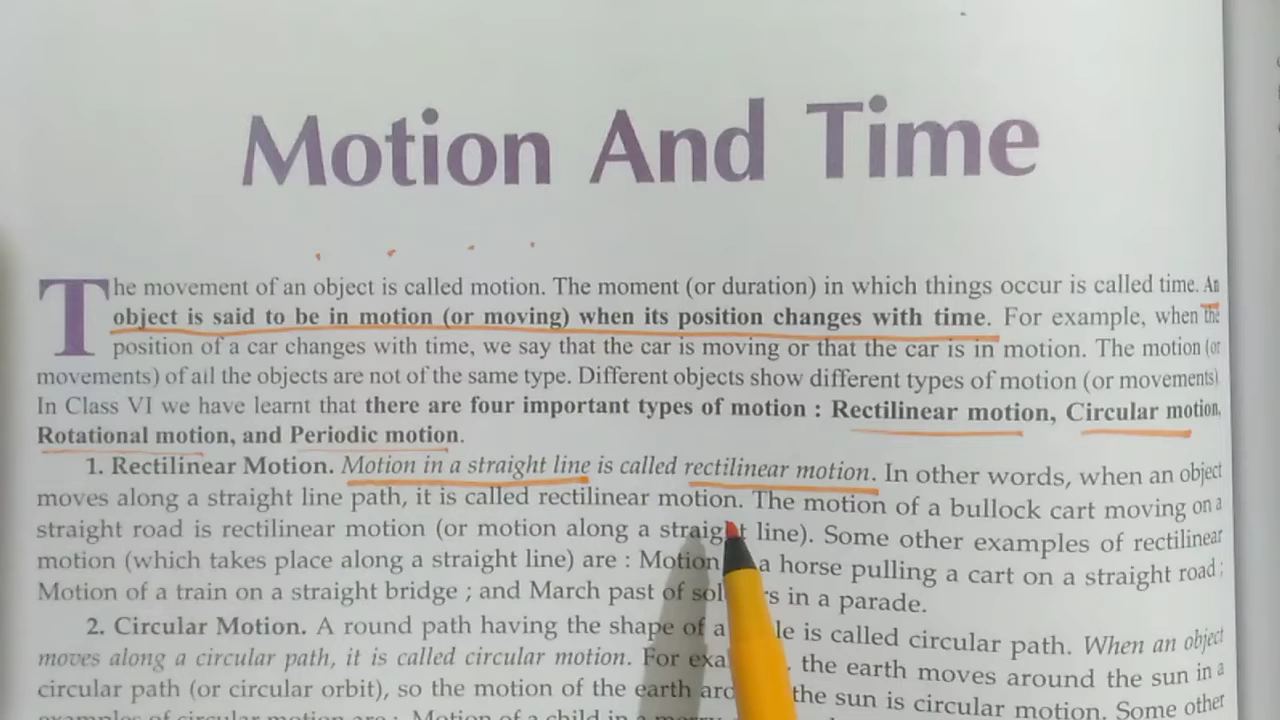 Motion And Time
The movement of an object is called motion. The moment (or duration) in which things occur is called time. An
object is said to be in motion (or moving) when its position changes with time. For example, when the
position of a car changes with time, we say that the car is moving or that the car is in motion. The motion (or
movements) of all the objects are not of the same type. Different objects show different types of motion (or movements)
In Class VI we have learnt that there are four important types of motion : Rectilinear motion, Circular motion,
Rotational motion, and Periodic motion.
1. Rectilinear Motion. Motion in a straight line is called rectilinear motion. In other words, when an object
moves along a straight line path, it is called rectilinear motion. The motion of a bullock cart moving on a
straight road is rectilinear motion (or motion along a straight line). Some other examples of rectilinear
motion (which takes place along a straight line) are : Motion a horse pulling a cart on a straight road ;
Motion of a train on a straight bridge ; and March past of in a parade.
2. Circular Motion. A round path having the shape of a is called circular path. When an object
moves along a circular path, it is called circular motion. For the earth moves around the sun in a
circular path (or circular orbit), so the motion of the earth the sun is circular motion. Some other
examples of circular motion are : Motion of a child in a